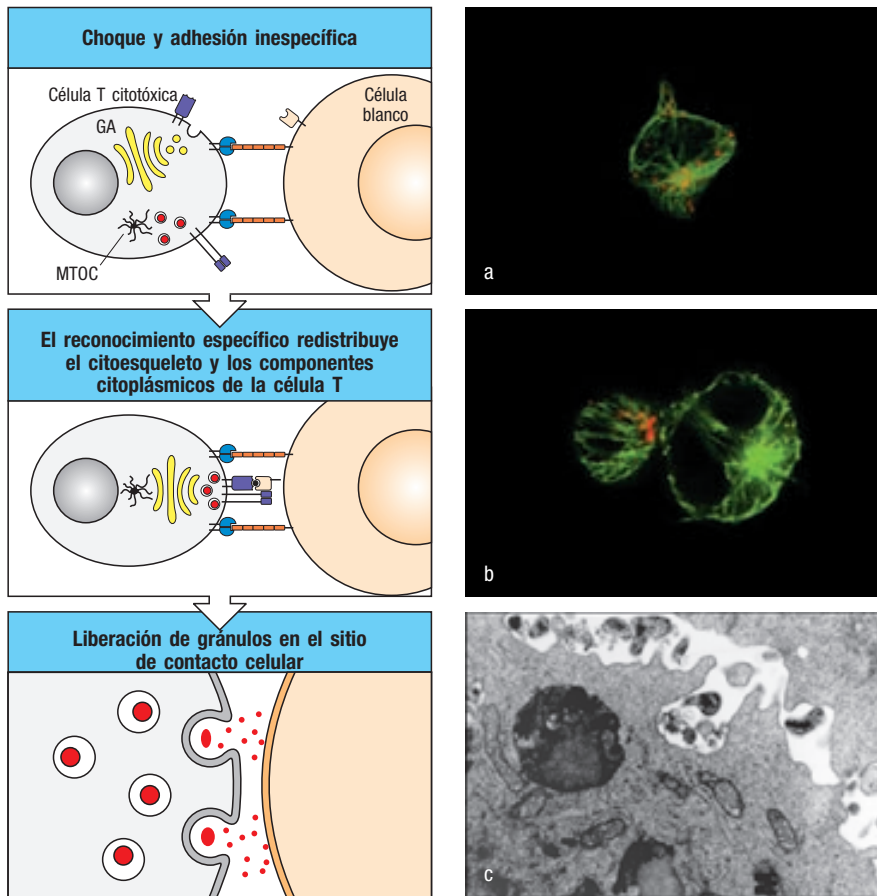 Choque y adhesión inespecífica
Célula T citotóxica
GA
Célula
blanco
MTOC
a
El reconocimiento específico redistribuye
el citoesqueleto y los componentes
citoplásmicos de la célula T
b
Liberación de gránulos en el sitio
de contacto celular
c